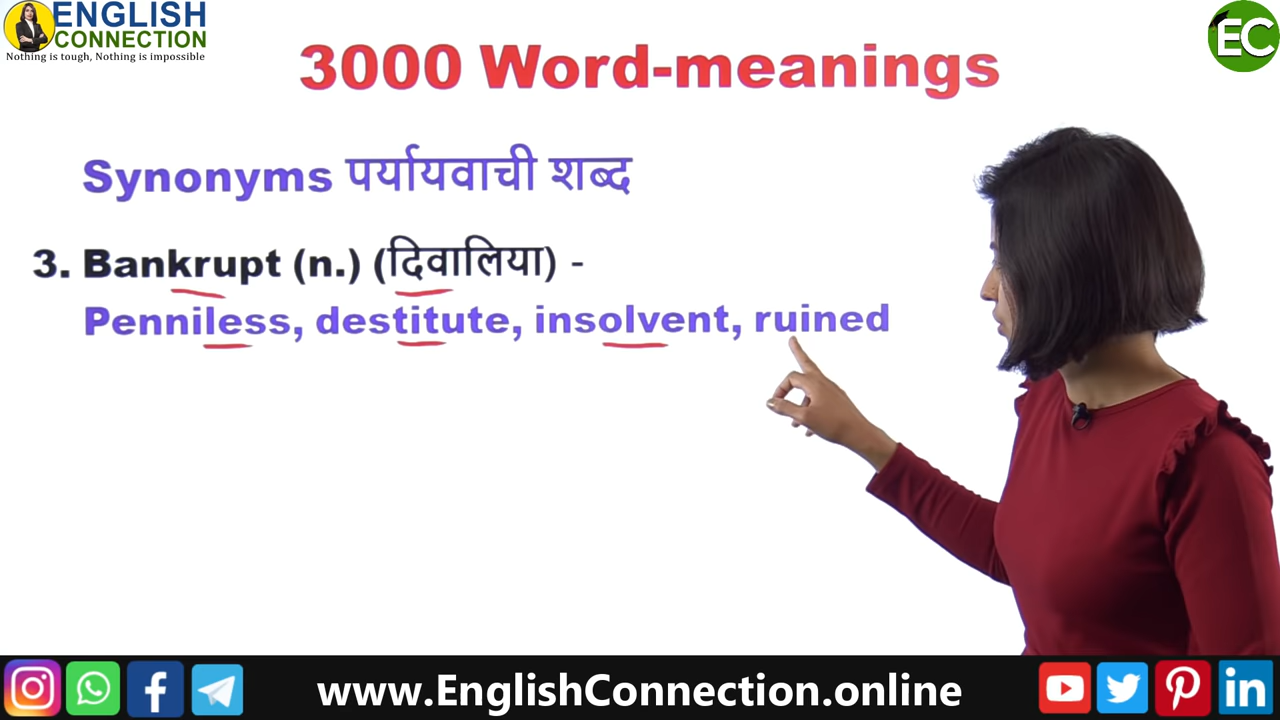 ENGLISH
CONNECTION
Nothing is tough, Nothing is impossible
EC
3000 Word-meanings
Synonyms पर्यायवाची शब्द
3. Bankrupt (n.) (दिवालिया) -
Penniless, destitute, insolvent, ruined
www.EnglishConnection.online